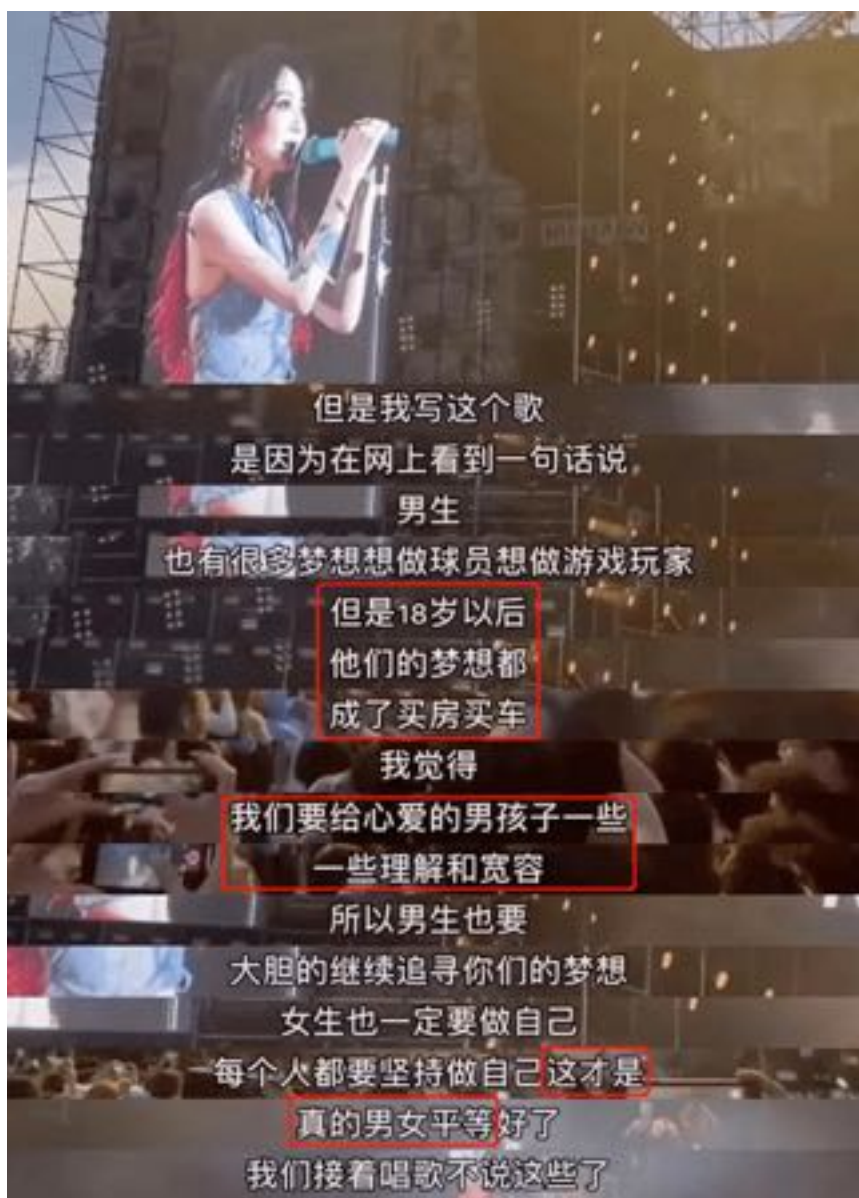 但是我写这个歌
是因为在网上看到一句话说
男生
也有很多梦想想做球员想做游戏玩家
但是18岁以后
他们的梦想都
成了买房买车
我觉得
我们要给心爱的男孩子一些
一些理解和宽容
所以男生也要
大胆的继续追寻你们的梦想
女生也一定要做自己
每个人都要坚持做自己这才是
真的男女平等好了
我们接着唱歌不说这些了